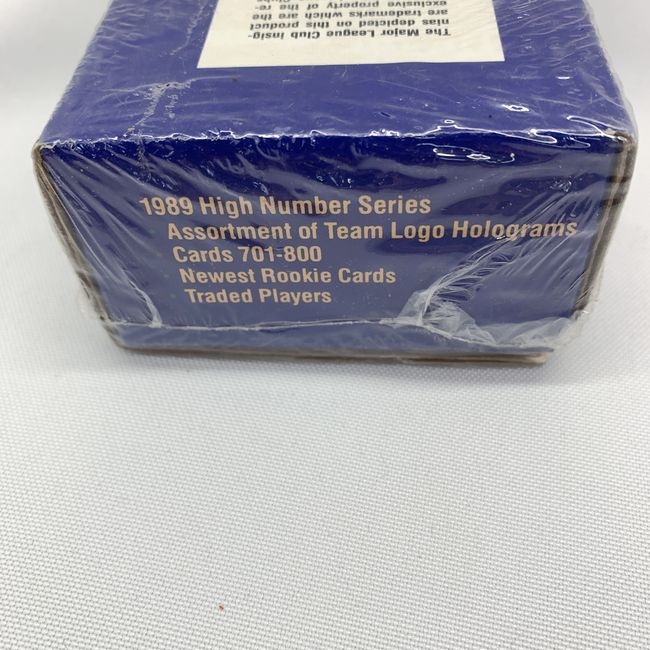 The Major League Club insig-
nias depicted on this product
are trademarks which are the
exclusive property of the re-
1989 High Number Series
Assortment of Team Logo Holograms
Cards 701-800
Newest Rookie Cards
Traded Players